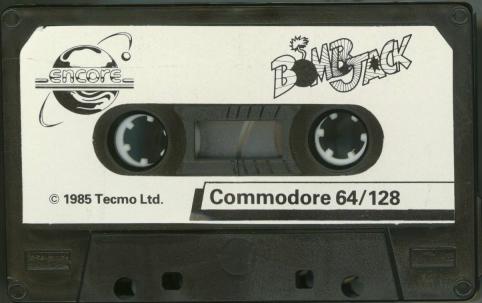 encore
BOMB JACK
© 1985 Tecmo Ltd.
Commodore 64/128